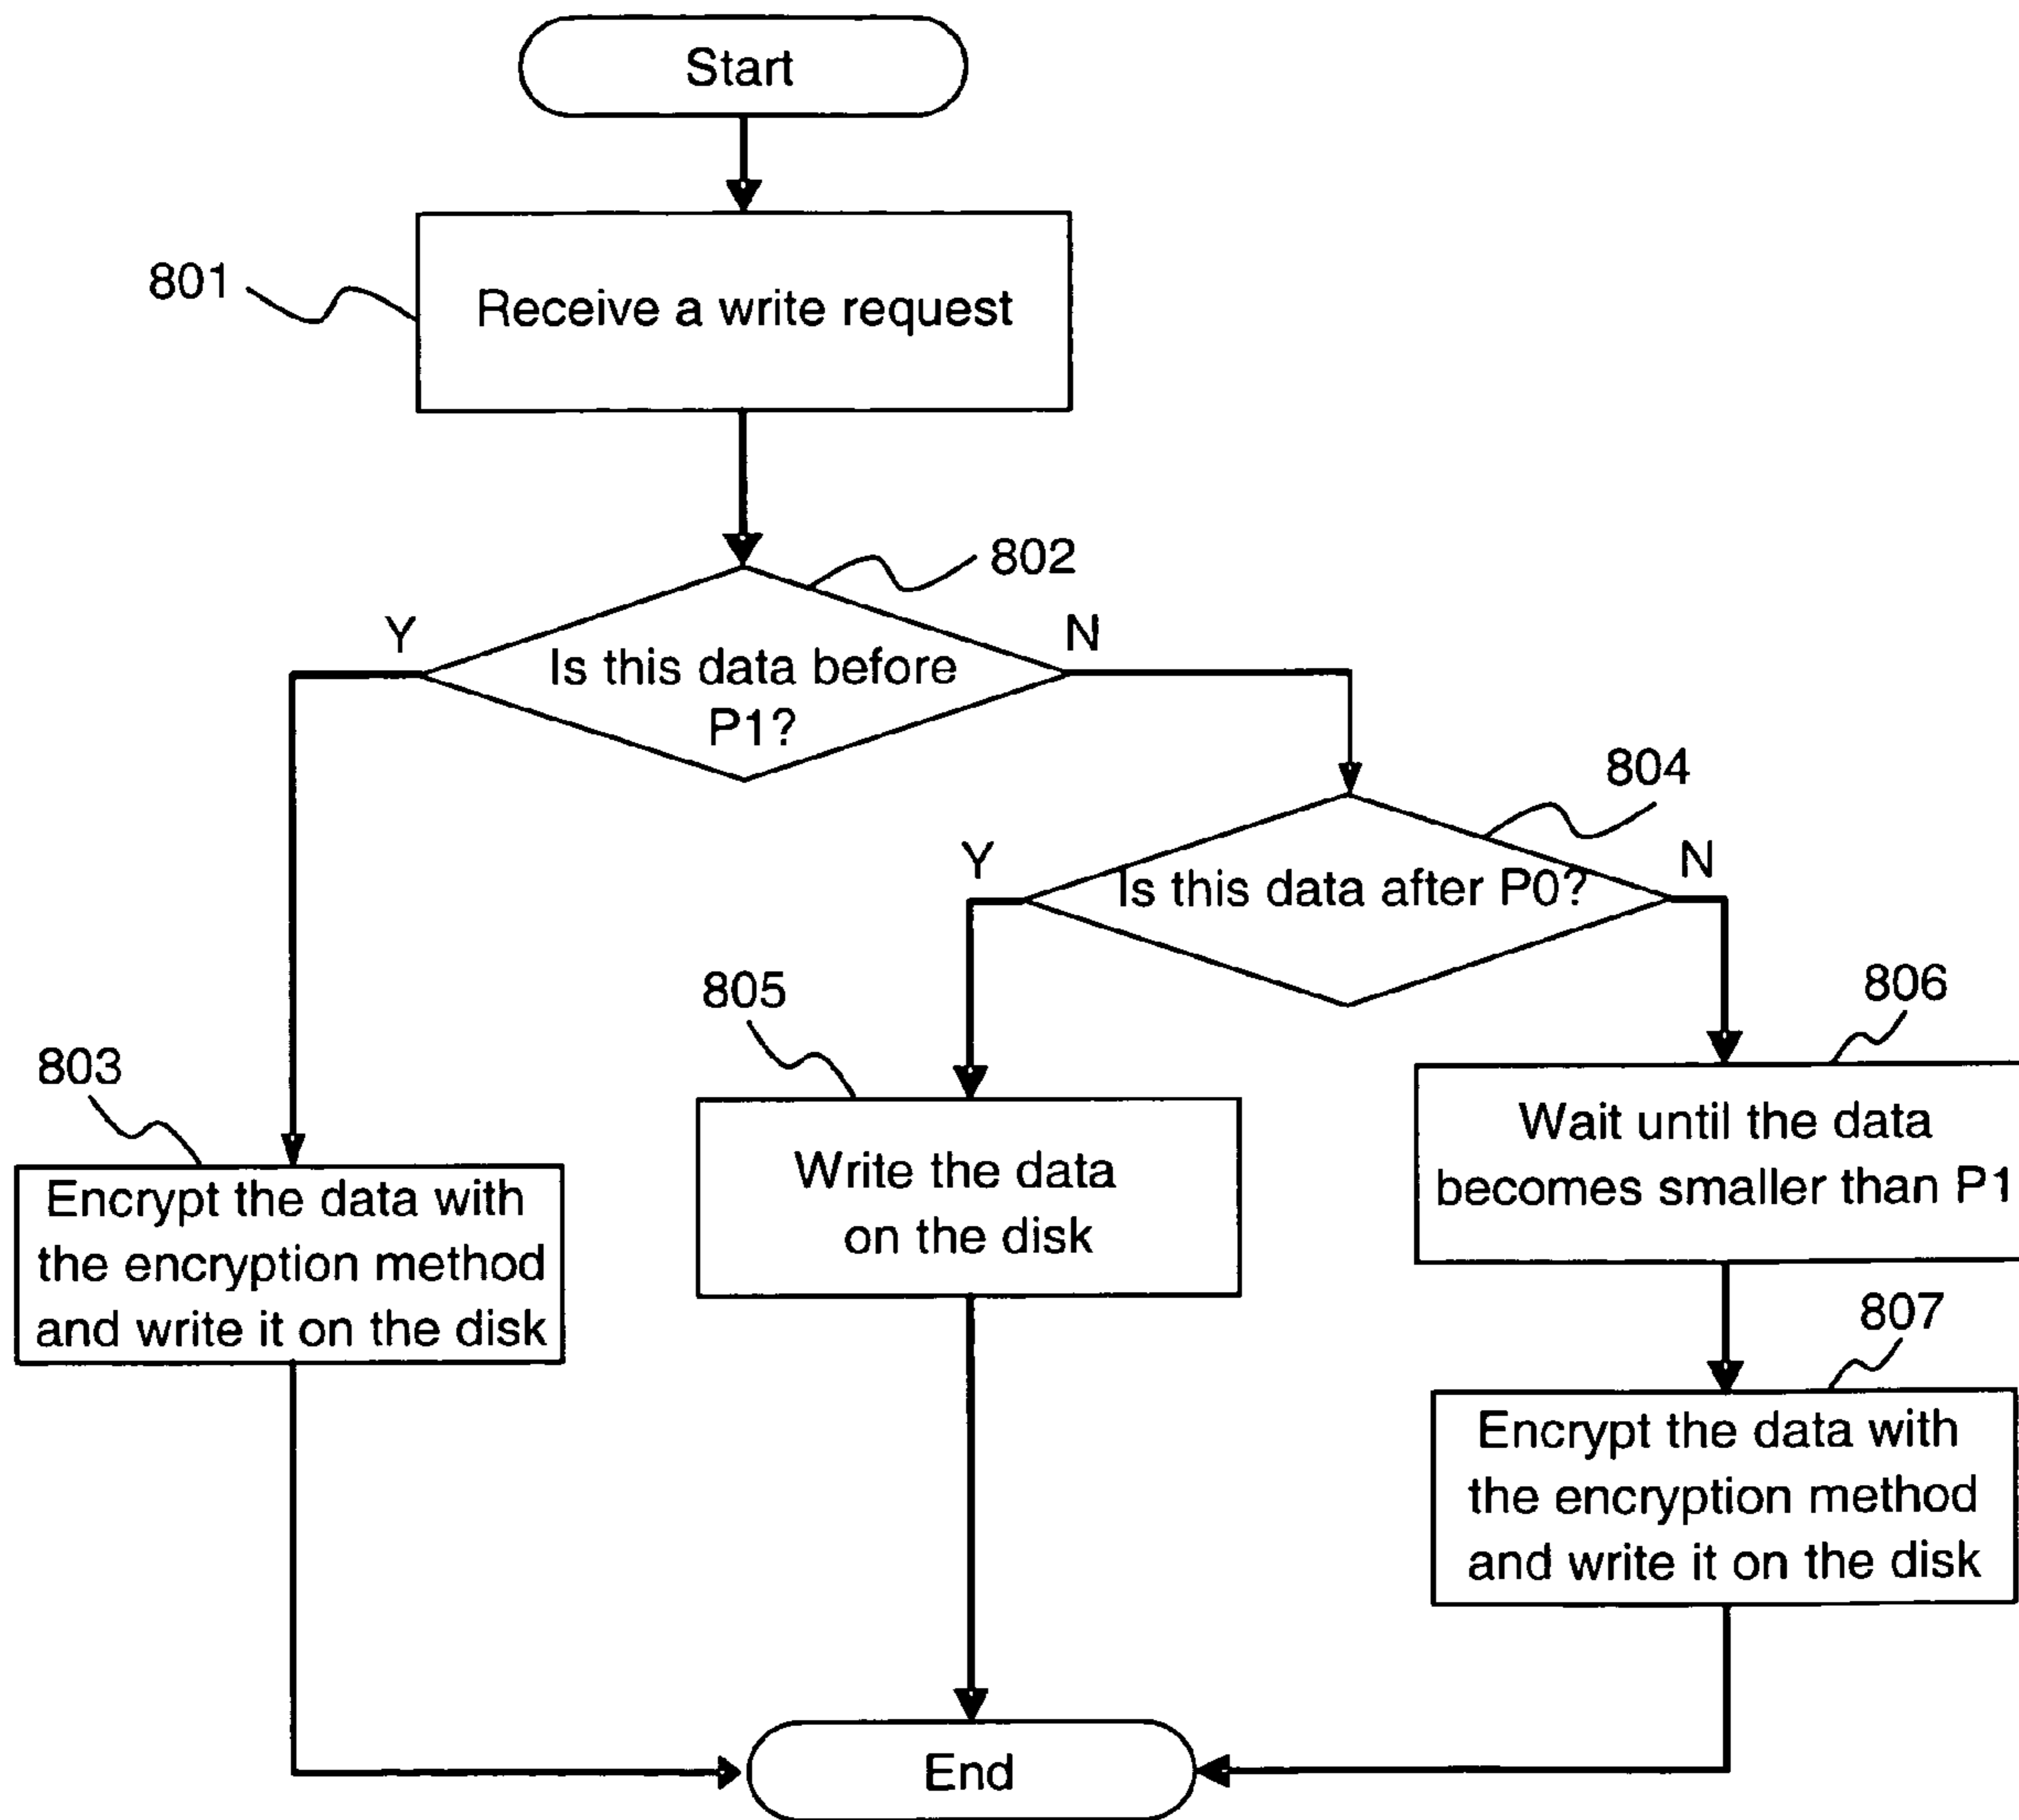 Start
801
Receive a write request
802
Y
N
Is this data before
P1?
804
Y
N
Is this data after P0?
805
806
803
Wait until the data
becomes smaller than P1
Write the data
on the disk
Encrypt the data with
the encryption method
and write it on the disk
807
Encrypt the data with
the encryption method
and write it on the disk
End